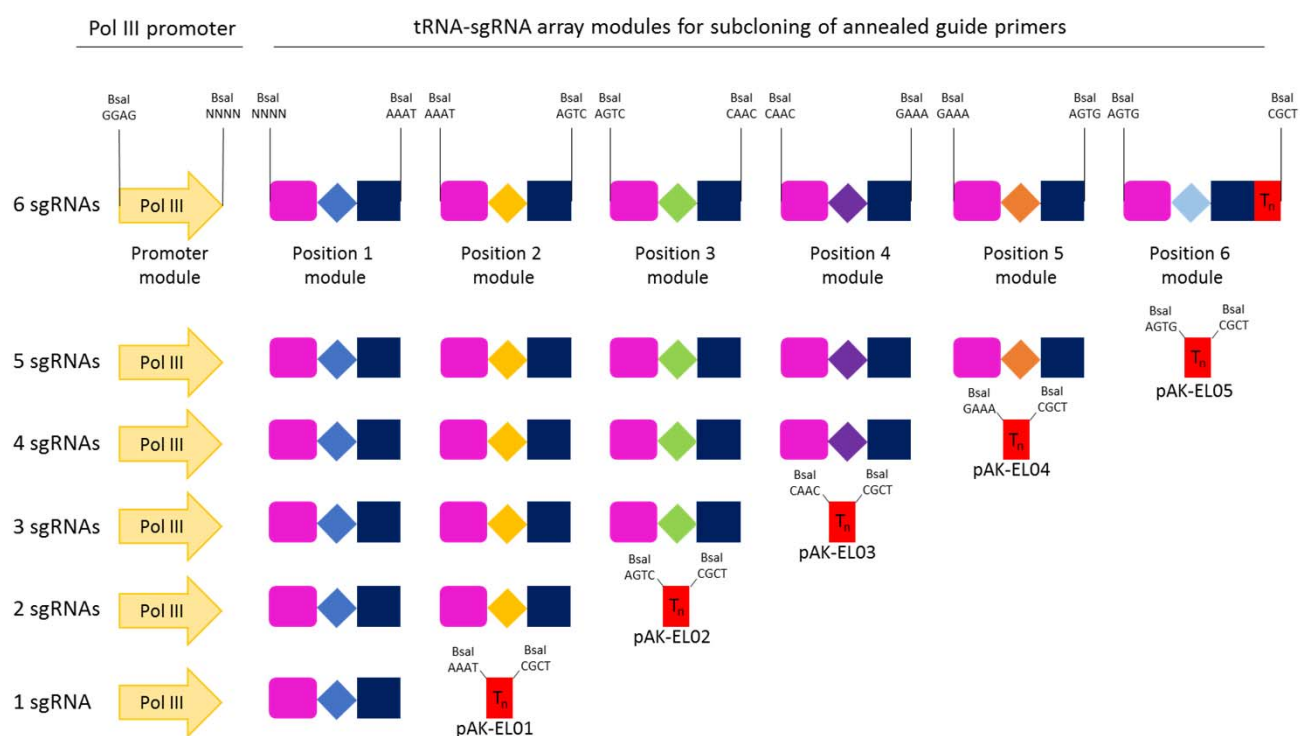 Pol III promoter
tRNA-sgRNA array modules for subcloning of annealed guide primers
BsaI BsaI BsaI BsaI BsaI BsaI BsaI BsaI BsaI BsaI BsaI BsaI BsaI BsaI
GGAG NNNN NNNN AAAT AAAT AGTC AGTC CAAC CAAC GAAA GAAA AGTG AGTG CGCT
6 sgRNAs Pol III Tn
Promoter Position 1 Position 2 Position 3 Position 4 Position 5 Position 6
module module module module module module module
BsaI BsaI
AGTG CGCT
5 sgRNAs Pol III Tn
pAK-EL05
BsaI BsaI
GAAA CGCT
4 sgRNAs Pol III Tn
pAK-EL04
BsaI BsaI
CAAC CGCT
3 sgRNAs Pol III Tn
pAK-EL03
BsaI BsaI
AGTC CGCT
2 sgRNAs Pol III Tn
pAK-EL02
BsaI BsaI
AAAT CGCT
1 sgRNA Pol III Tn
pAK-EL01